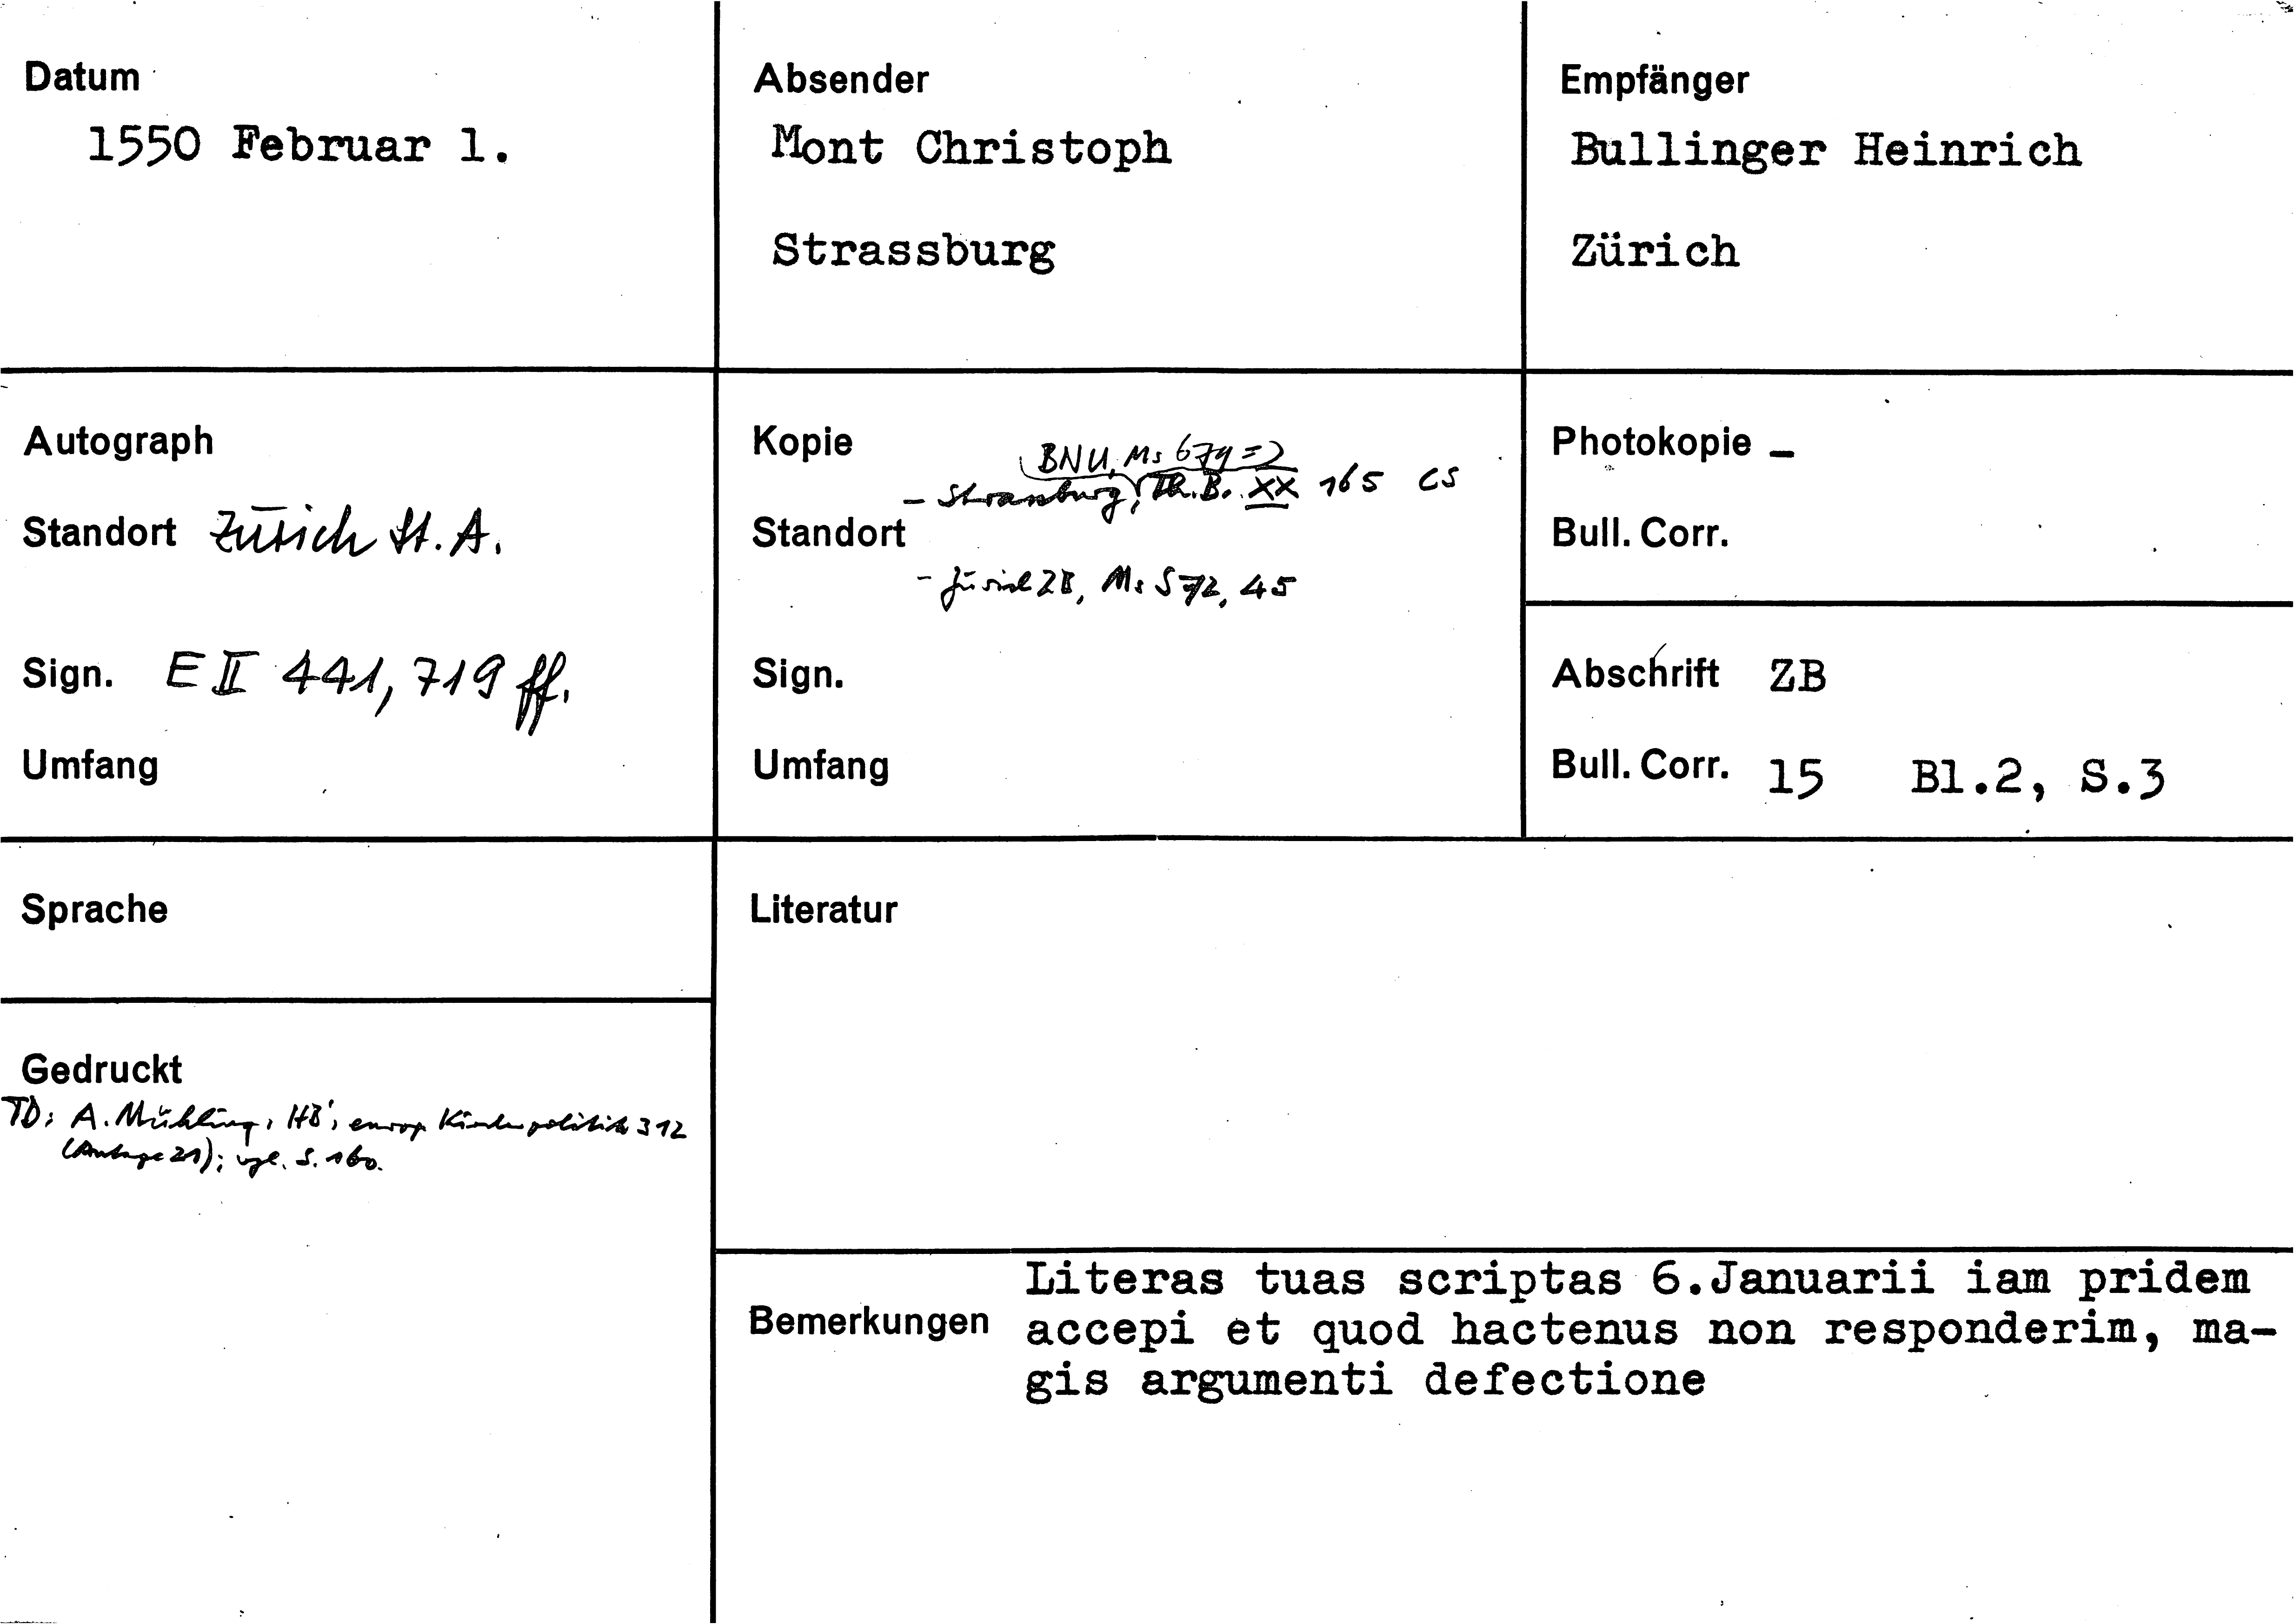 Datum
1550 Februar 1.
Absender
Mont Christoph
Strassburg
Empfänger
Bullinger Heinrich
Zürich
Autograph
Standort Zürich St. A.
Sign. E II 441, 719 ff.
Umfang
Kopie
BNU, Ms 674 =
- Strassburg, Th. B. XX 165 CS
Standort
- Zürich ZB, Ms S 72, 45
Sign.
Umfang
Photokopie –
Bull. Corr.
Abschrift ZB
Bull. Corr. 15 Bl.2, S.3
Sprache
Literatur
Gedruckt
TD: A. Mühling, HB's europ Kirchenpolitik 312
(Anhang 21); vgl. S. 160.
Bemerkungen
Literas tuas scriptas 6.Januarii iam pridem
accepi et quod hactenus non responderim, ma-
gis argumenti defectione